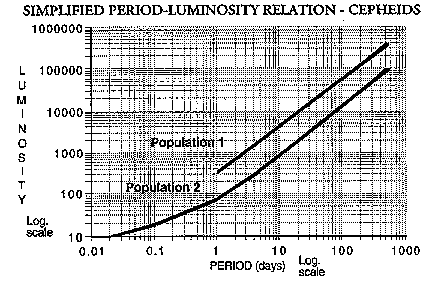 SIMPLIFIED PERIOD-LUMINOSITY RELATION - CEPHEIDS
1000000
100000
10000
1000
100
10
LUMINOSITY
Log.
scale
Population 1
Population 2
0.01 0.1 1 10 100 1000
PERIOD (days) Log.
scale